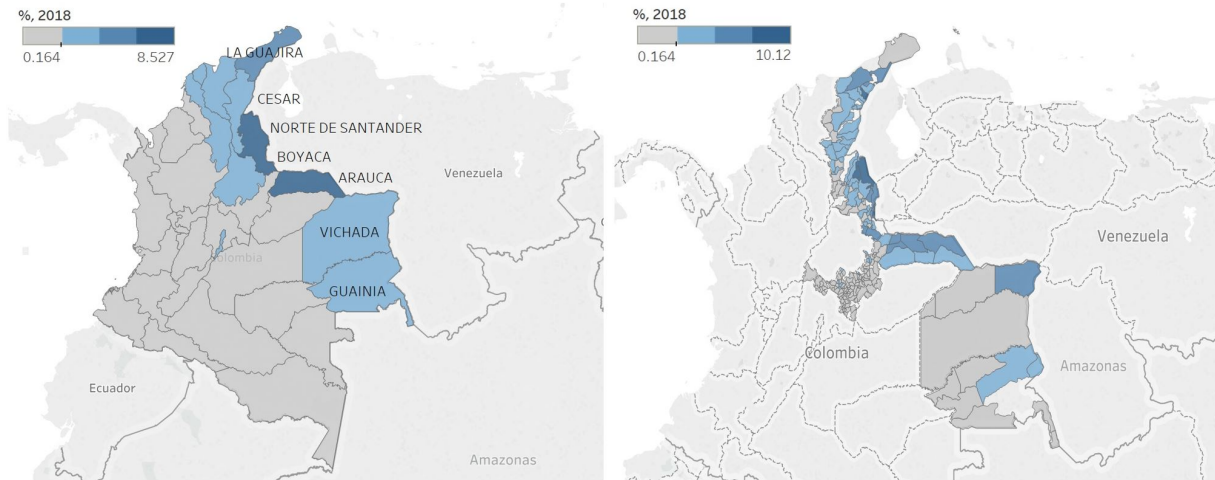 %, 2018
0.164 8.527
LA GUAJIRA
CESAR
NORTE DE SANTANDER
BOYACA
ARAUCA
Venezuela
VICHADA
Colombia
GUAINIA
Ecuador
Amazonas
%, 2018
0.164 10.12
Venezuela
Colombia
Amazonas